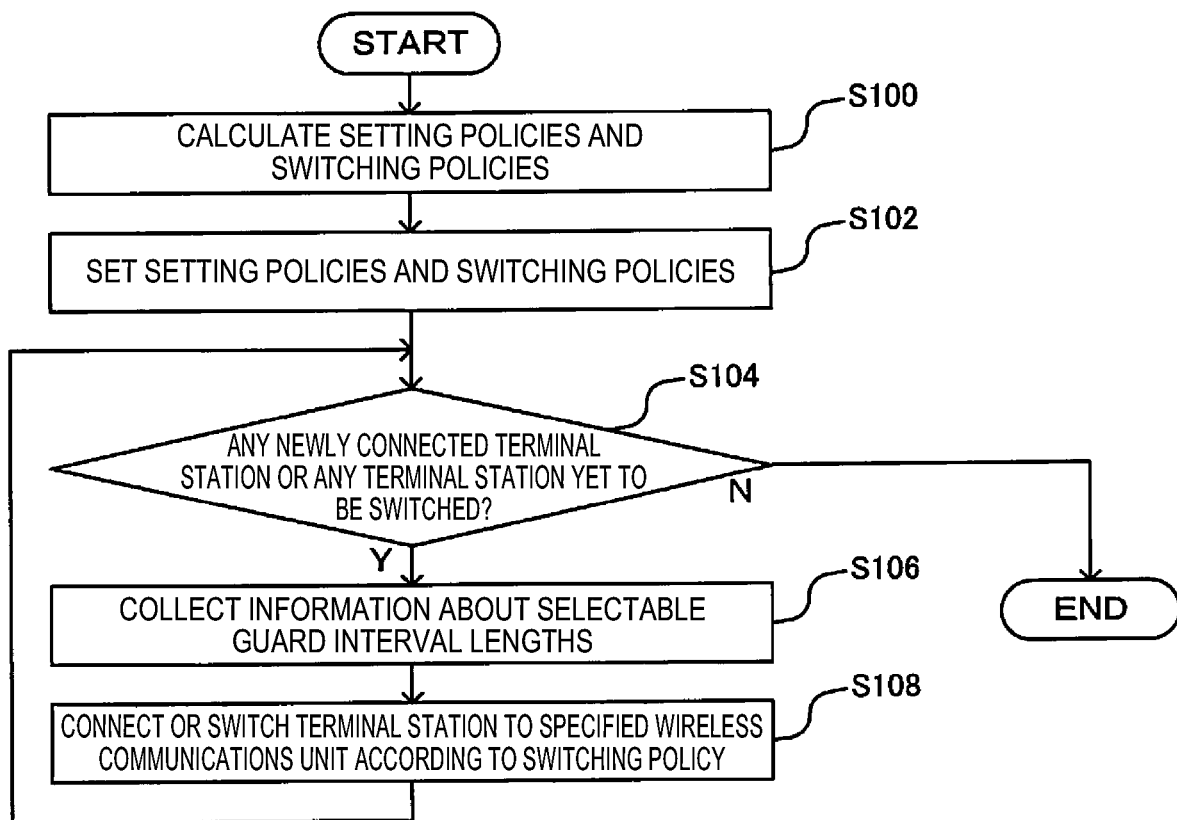 START
S100
CALCULATE SETTING POLICIES AND
SWITCHING POLICIES
S102
SET SETTING POLICIES AND SWITCHING POLICIES
S104
ANY NEWLY CONNECTED TERMINAL
STATION OR ANY TERMINAL STATION YET TO
BE SWITCHED?
N
Y
S106
COLLECT INFORMATION ABOUT SELECTABLE
GUARD INTERVAL LENGTHS
END
S108
CONNECT OR SWITCH TERMINAL STATION TO SPECIFIED WIRELESS
COMMUNICATIONS UNIT ACCORDING TO SWITCHING POLICY